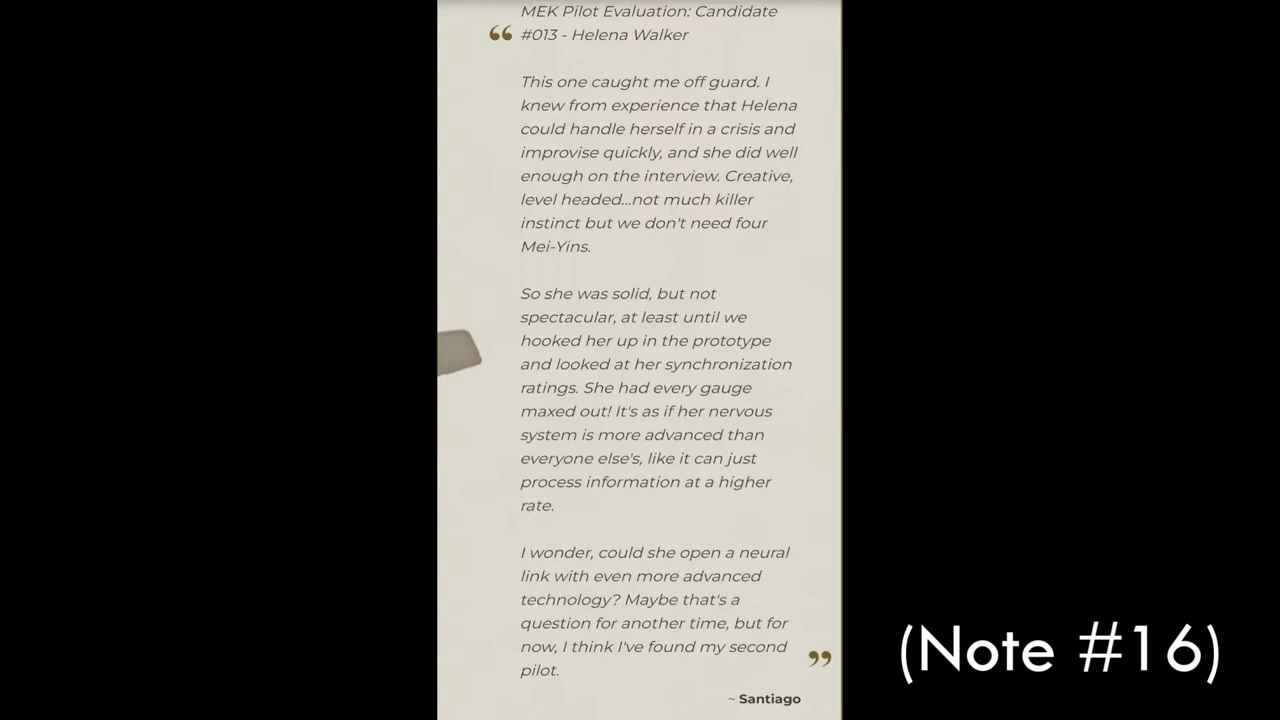 MEK Pilot Evaluation: Candidate
“ #013 - Helena Walker
This one caught me off guard. I
knew from experience that Helena
could handle herself in a crisis and
improvise quickly, and she did well
enough on the interview. Creative,
level headed...not much killer
instinct but we don't need four
Mei-Yins.
So she was solid, but not
spectacular, at least until we
hooked her up in the prototype
and looked at her synchronization
ratings. She had every gauge
maxed out! It's as if her nervous
system is more advanced than
everyone else's, like it can just
process information at a higher
rate.
I wonder, could she open a neural
link with even more advanced
technology? Maybe that's a
question for another time, but for
now, I think I've found my second
pilot. ”
~ Santiago
(Note #16)